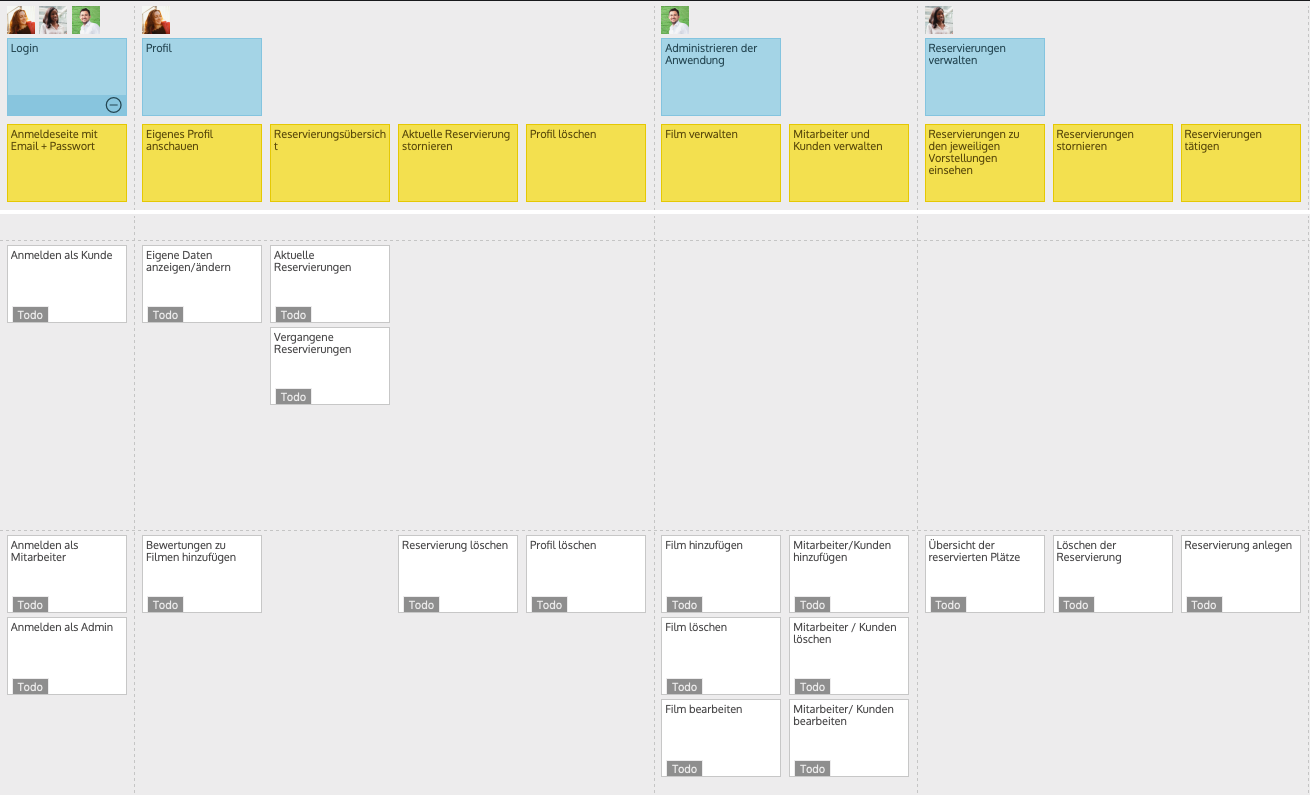 Login
Profil
Administrieren der
Anwendung
Reservierungen
verwalten
Anmeldeseite mit
Email + Passwort
Eigenes Profil
anschauen
Reservierungsübersich
t
Aktuelle Reservierung
stornieren
Profil löschen
Film verwalten
Mitarbeiter und
Kunden verwalten
Reservierungen zu
den jeweiligen
Vorstellungen
einsehen
Reservierungen
stornieren
Reservierungen
tätigen
Anmelden als Kunde
Todo
Eigene Daten
anzeigen/ändern
Todo
Aktuelle
Reservierungen
Todo
Vergangene
Reservierungen
Todo
Anmelden als
Mitarbeiter
Todo
Bewertungen zu
Filmen hinzufügen
Todo
Reservierung löschen
Todo
Profil löschen
Todo
Film hinzufügen
Todo
Mitarbeiter/Kunden
hinzufügen
Todo
Übersicht der
reservierten Plätze
Todo
Löschen der
Reservierung
Todo
Reservierung anlegen
Todo
Anmelden als Admin
Todo
Film löschen
Todo
Mitarbeiter / Kunden
löschen
Todo
Film bearbeiten
Todo
Mitarbeiter/ Kunden
bearbeiten
Todo